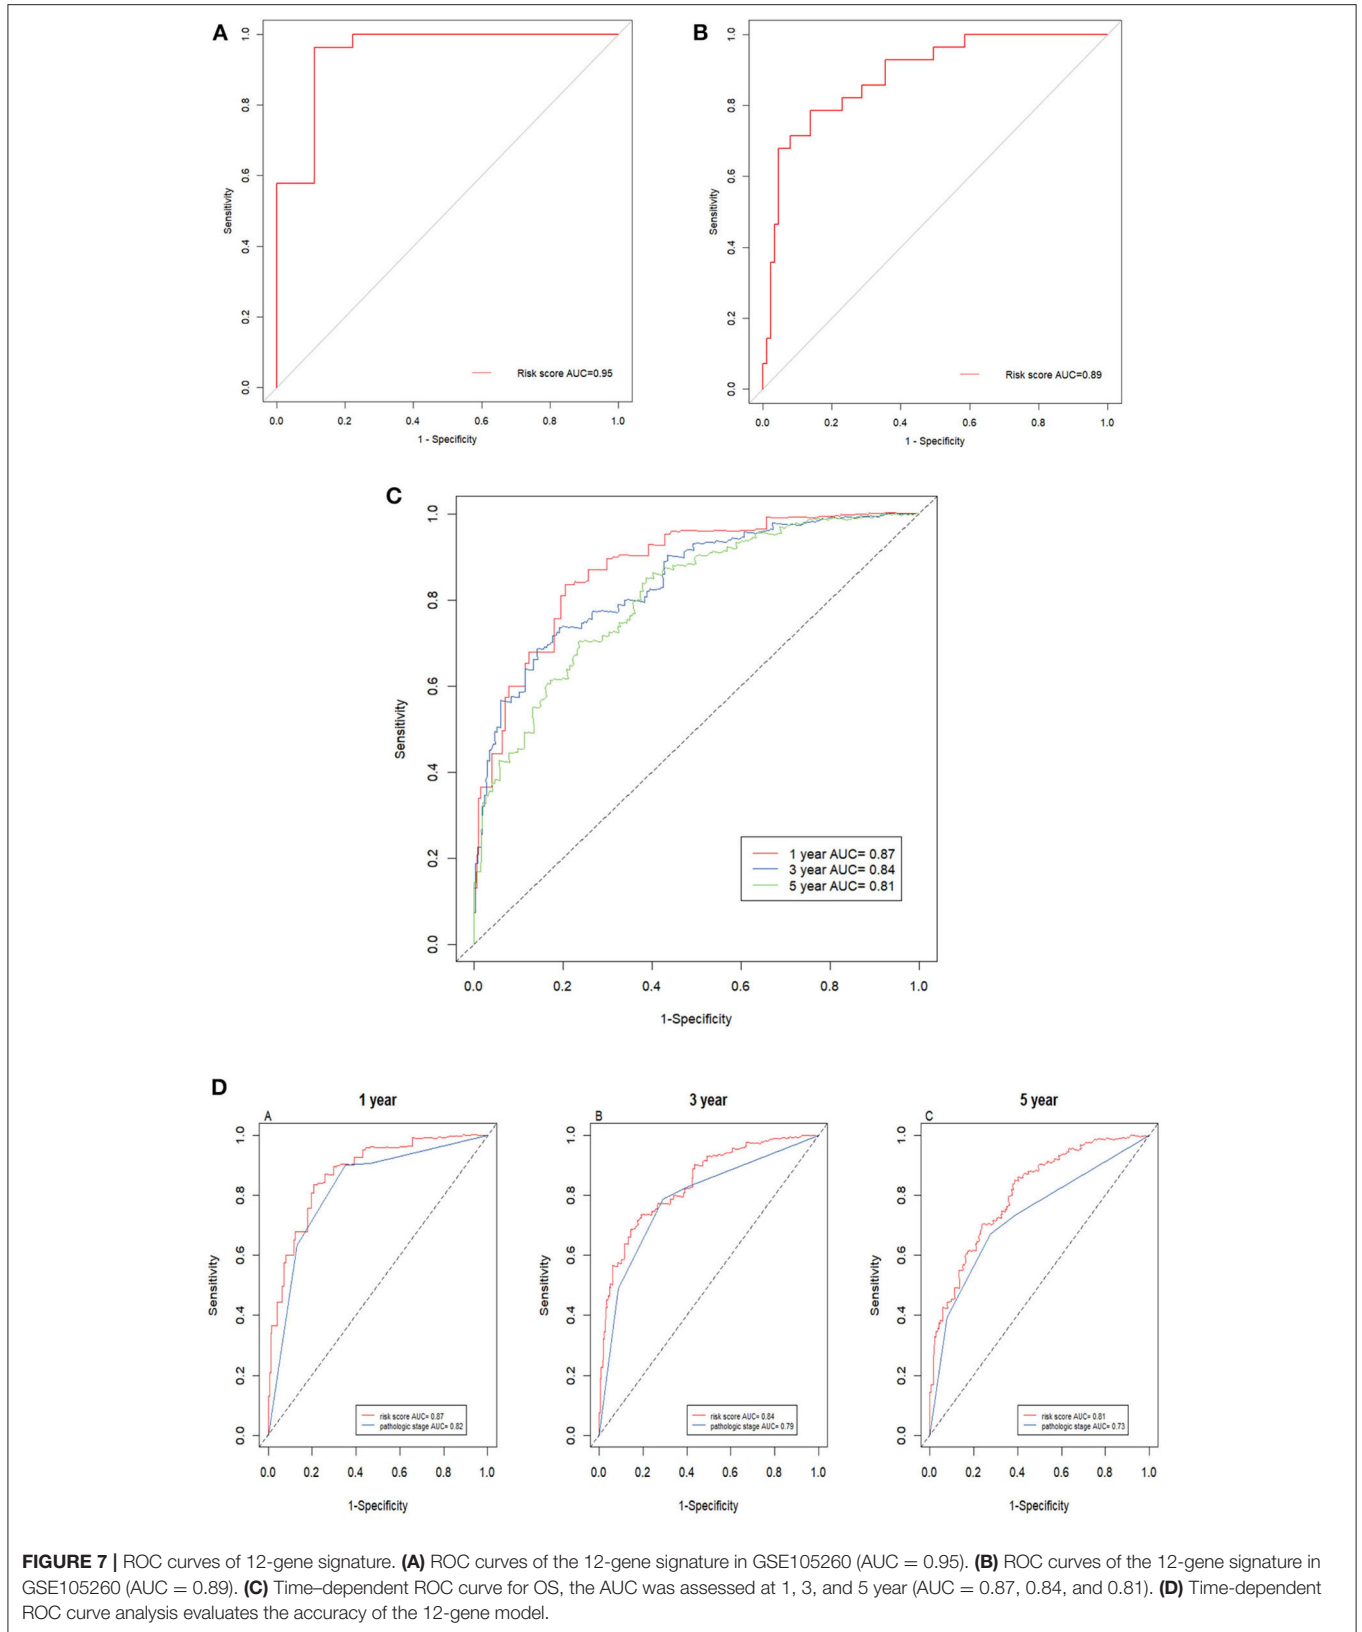 A
Sensitivity
0.0 0.2 0.4 0.6 0.8 1.0
Risk score AUC=0.95
0.0 0.2 0.4 0.6 0.8 1.0
1 - Specificity
B
Sensitivity
0.0 0.2 0.4 0.6 0.8 1.0
Risk score AUC=0.89
0.0 0.2 0.4 0.6 0.8 1.0
1 - Specificity
C
Sensitivity
0.0 0.2 0.4 0.6 0.8 1.0
1 year AUC= 0.87
3 year AUC= 0.84
5 year AUC= 0.81
0.0 0.2 0.4 0.6 0.8 1.0
1-Specificity
D
1 year
A
Sensitivity
0.0 0.2 0.4 0.6 0.8 1.0
risk score AUC= 0.87
pathologic stage AUC= 0.82
0.0 0.2 0.4 0.6 0.8 1.0
1-Specificity
3 year
B
Sensitivity
0.0 0.2 0.4 0.6 0.8 1.0
risk score AUC= 0.84
pathologic stage AUC= 0.79
0.0 0.2 0.4 0.6 0.8 1.0
1-Specificity
5 year
C
Sensitivity
0.0 0.2 0.4 0.6 0.8 1.0
risk score AUC= 0.81
pathologic stage AUC= 0.73
0.0 0.2 0.4 0.6 0.8 1.0
1-Specificity
FIGURE 7 | ROC curves of 12-gene signature. (A) ROC curves of the 12-gene signature in GSE105260 (AUC = 0.95). (B) ROC curves of the 12-gene signature in
GSE105260 (AUC = 0.89). (C) Time–dependent ROC curve for OS, the AUC was assessed at 1, 3, and 5 year (AUC = 0.87, 0.84, and 0.81). (D) Time-dependent
ROC curve analysis evaluates the accuracy of the 12-gene model.